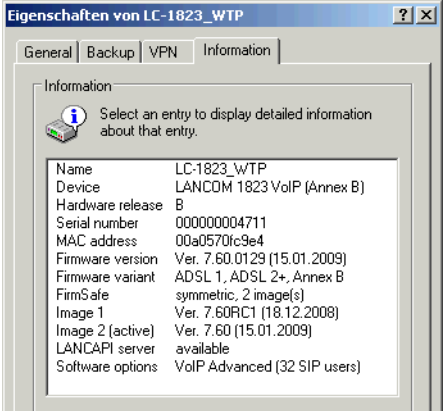 Eigenschaften von LC-1823_WTP
General Backup VPN Information
Information
Select an entry to display detailed information
about that entry.
Name LC-1823_WTP
Device LANCOM 1823 VoIP (Annex B)
Hardware release B
Serial number 000000004711
MAC address 00a0570fc9e4
Firmware version Ver. 7.60.0129 (15.01.2009)
Firmware variant ADSL 1, ADSL 2+, Annex B
FirmSafe symmetric, 2 image(s)
Image 1 Ver. 7.60RC1 (18.12.2008)
Image 2 (active) Ver. 7.60 (15.01.2009)
LANCAPI server available
Software options VoIP Advanced (32 SIP users)